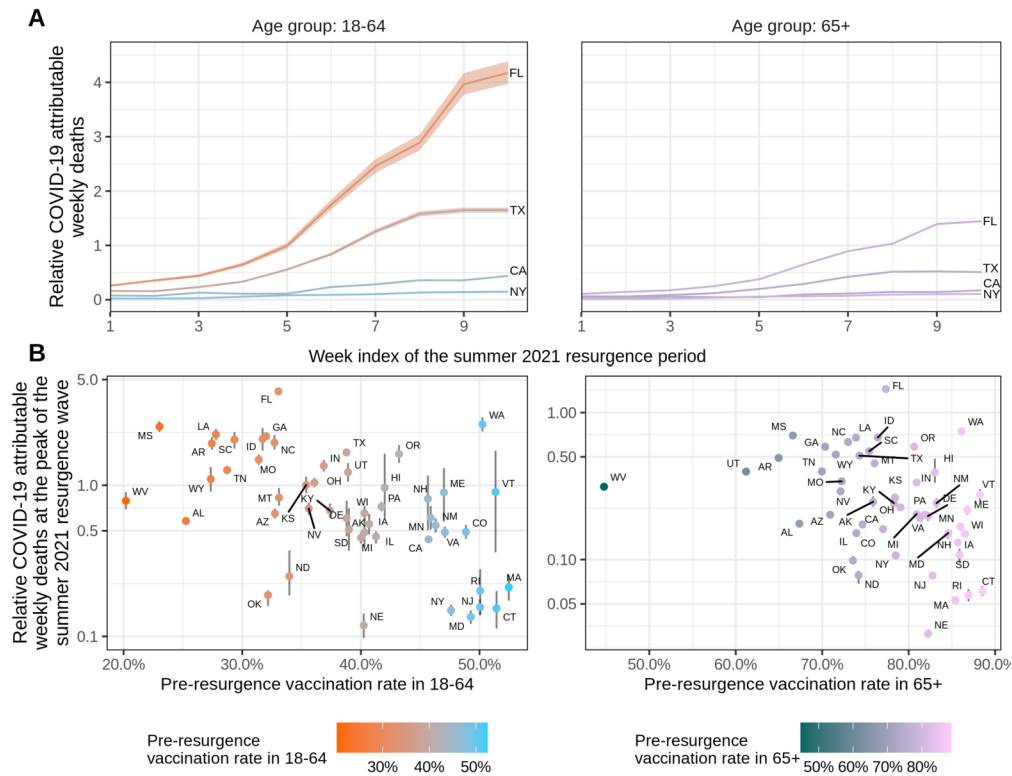 A
Age group: 18-64
Age group: 65+
Relative COVID-19 attributable
weekly deaths
4
3
2
1
0
FL
TX
CA
NY
FL
TX
CA
NY
1 3 5 7 9
1 3 5 7 9
Week index of the summer 2021 resurgence period
B
Relative COVID-19 attributable
weekly deaths at the peak of the
summer 2021 resurgence wave
5.0
1.0
0.5
0.1
FL
WA
MS
LA
GA
AR
SC
ID
NC
TX
OR
WY
TN
MO
IN
UT
HI
NH
ME
VT
WV
MT
KY
OH
PA
AL
AZ
KS
NV
DE
WI
AK
IA
SD
MI
IL
MN
NM
CA
VA
CO
ND
OK
RI
MA
NY
NJ
MD
CT
NE
20.0% 30.0% 40.0% 50.0%
Pre-resurgence vaccination rate in 18-64
1.00
0.50
0.10
0.05
FL
MS
NC
LA
ID
WA
GA
SC
OR
UT
AR
TN
WY
MT
TX
HI
WV
MO
KS
IN
NM
VT
NV
KY
PA
DE
ME
AL
AZ
AK
CA
OH
VA
MN
WI
IL
CO
MI
NH
IA
OK
ND
NY
MD
SD
NJ
RI
CT
MA
NE
50.0% 60.0% 70.0% 80.0% 90.0%
Pre-resurgence vaccination rate in 65+
Pre-resurgence
vaccination rate in 18-64
30% 40% 50%
Pre-resurgence
vaccination rate in 65+
50% 60% 70% 80%